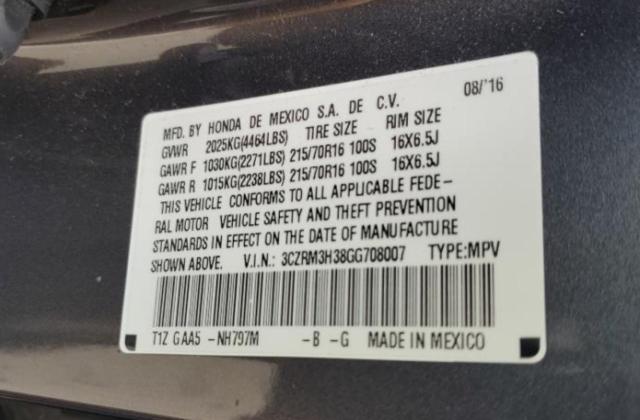 MFD. BY HONDA DE MEXICO S.A. DE C.V. 08/'16
GVWR 2025KG(4464LBS) TIRE SIZE RIM SIZE
GAWR F 1030KG(2271LBS) 215/70R16 100S 16X6.5J
GAWR R 1015KG(2238LBS) 215/70R16 100S 16X6.5J
THIS VEHICLE CONFORMS TO ALL APPLICABLE FEDE-
RAL MOTOR VEHICLE SAFETY AND THEFT PREVENTION
STANDARDS IN EFFECT ON THE DATE OF MANUFACTURE
SHOWN ABOVE. V.I.N.: 3CZRM3H38GG708007 TYPE:MPV
T1Z GAA5 -NH797M -B -G MADE IN MEXICO